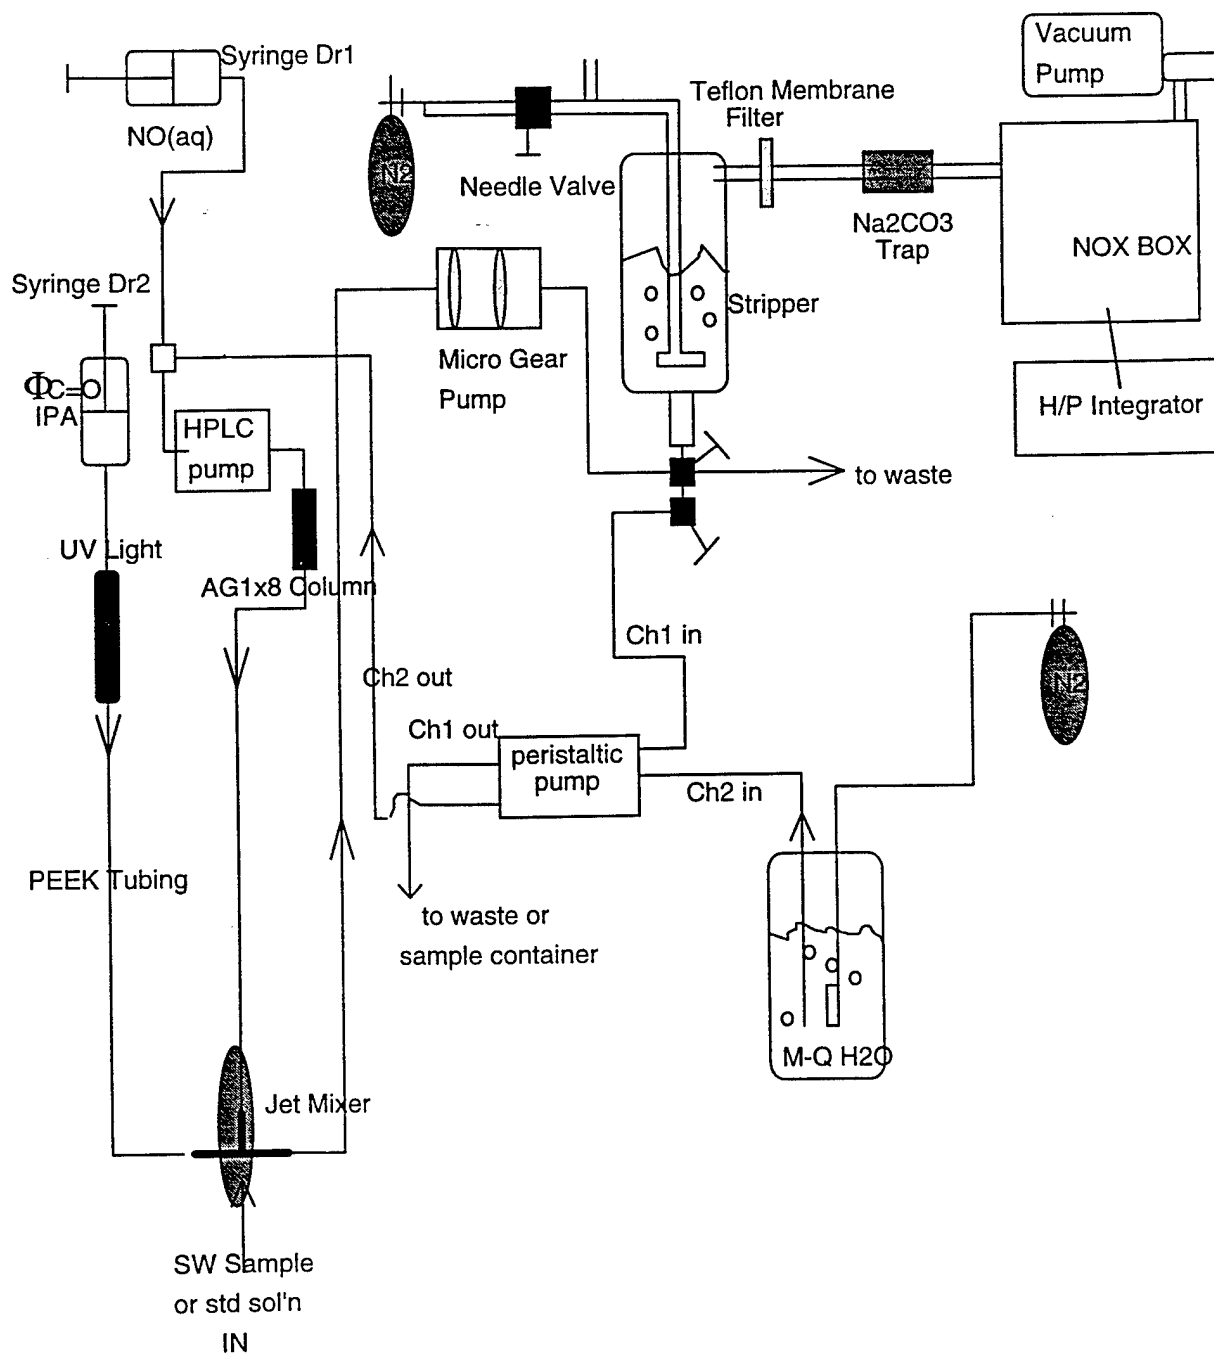 Vacuum
Pump
Syringe Dr1
Teflon Membrane
Filter
NO(aq)
N2
Needle Valve
Na2CO3
Trap
NOX BOX
Syringe Dr2
Stripper
Micro Gear
Pump
ΦC=O
IPA
HPLC
pump
H/P Integrator
to waste
UV Light
AG1x8 Column
Ch1 in
Ch2 out
N2
Ch1 out
peristaltic
pump
Ch2 in
PEEK Tubing
to waste or
sample container
M-Q H2O
Jet Mixer
SW Sample
or std sol'n
IN